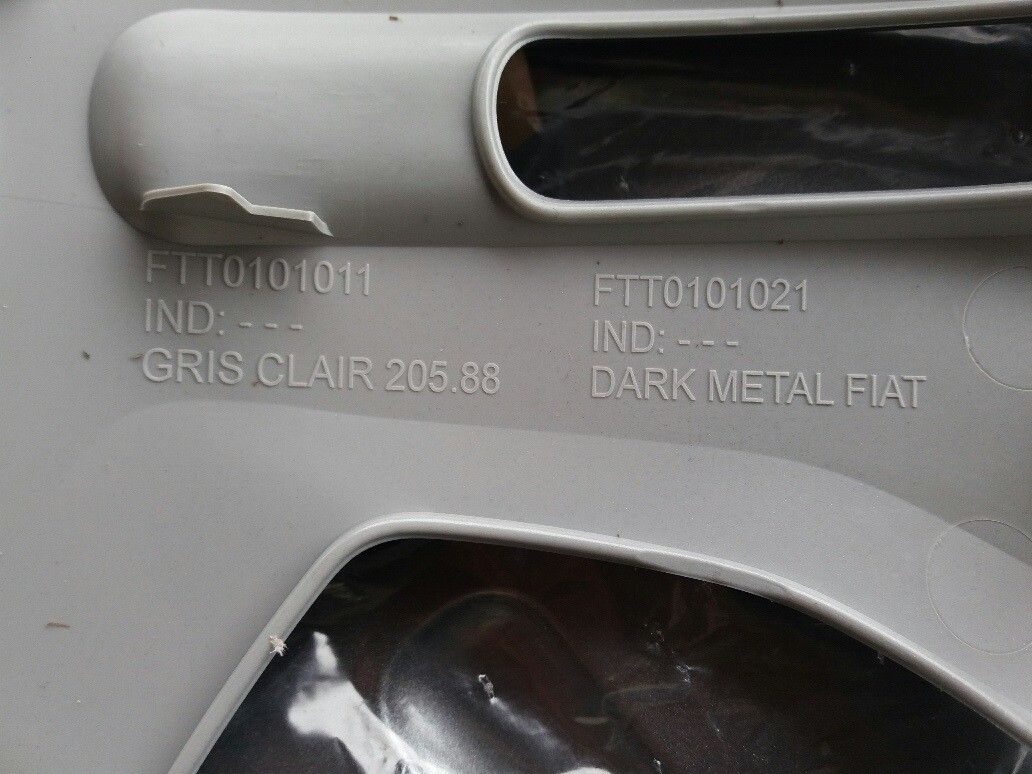 FTT0101011
IND: - - -
GRIS CLAIR 205.88
FTT0101021
IND: - - -
DARK METAL FIAT